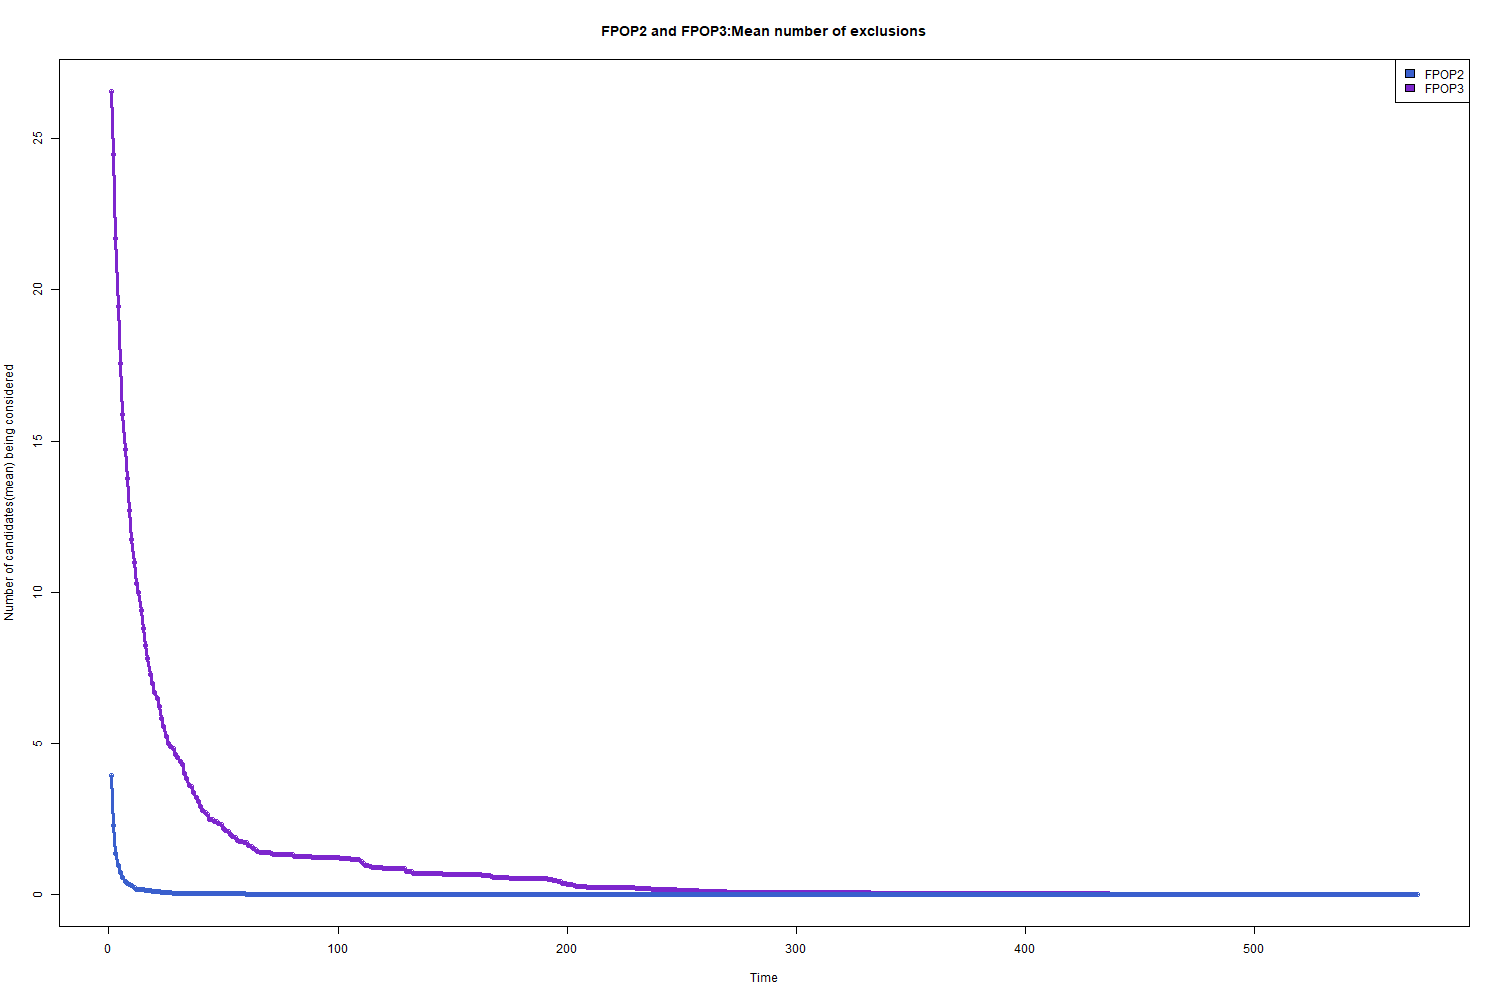 FPOP2 and FPOP3:Mean number of exclusions
FPOP2
FPOP3
Number of candidates(mean) being considered
25
20
15
10
5
0
0 100 200 300 400 500
Time